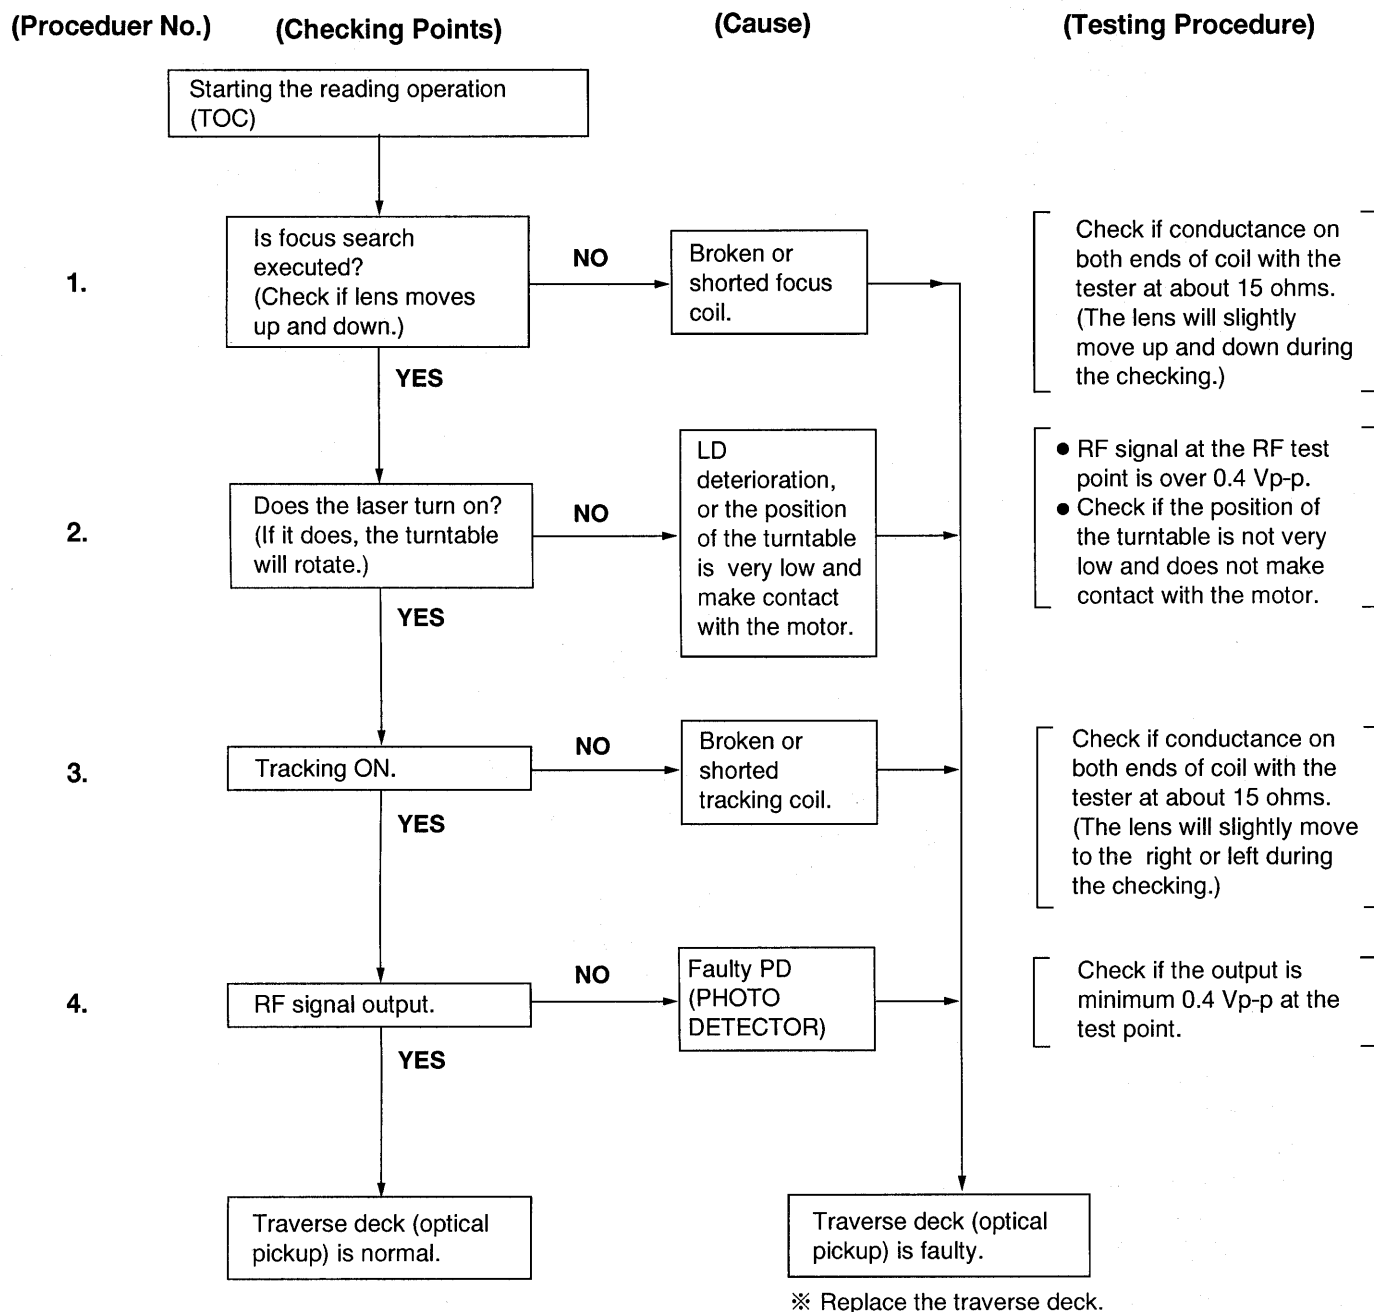 (Proceduer No.)
(Checking Points)
(Cause)
(Testing Procedure)
Starting the reading operation
(TOC)
1.
Is focus search
executed?
(Check if lens moves
up and down.)
NO
Broken or
shorted focus
coil.
Check if conductance on
both ends of coil with the
tester at about 15 ohms.
(The lens will slightly
move up and down during
the checking.)
YES
2.
Does the laser turn on?
(If it does, the turntable
will rotate.)
NO
LD
deterioration,
or the position
of the turntable
is very low and
make contact
with the motor.
● RF signal at the RF test
point is over 0.4 Vp-p.
● Check if the position of
the turntable is not very
low and does not make
contact with the motor.
YES
3.
Tracking ON.
NO
Broken or
shorted
tracking coil.
Check if conductance on
both ends of coil with the
tester at about 15 ohms.
(The lens will slightly move
to the right or left during
the checking.)
YES
4.
RF signal output.
NO
Faulty PD
(PHOTO
DETECTOR)
Check if the output is
minimum 0.4 Vp-p at the
test point.
YES
Traverse deck (optical
pickup) is normal.
Traverse deck (optical
pickup) is faulty.
※ Replace the traverse deck.